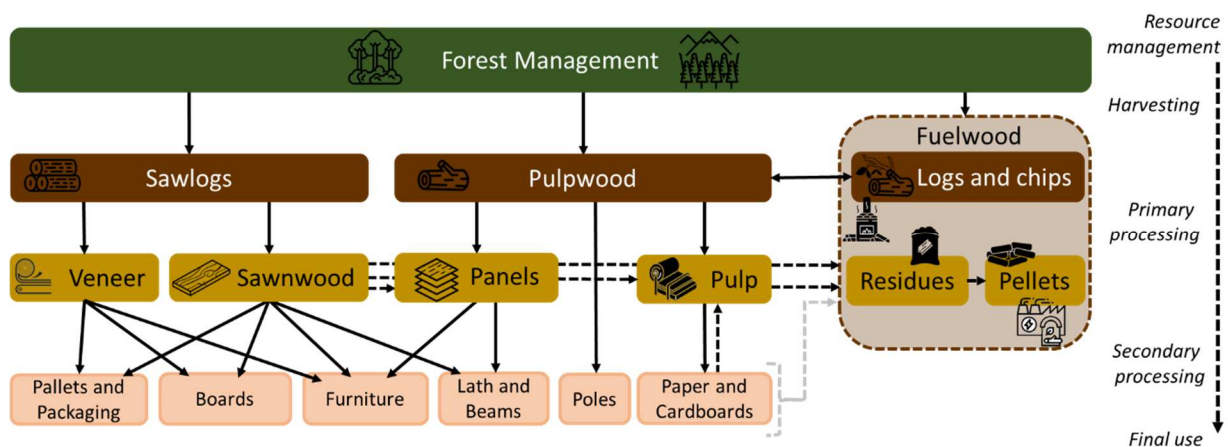 Resource
management
Forest Management
Harvesting
Fuelwood
Sawlogs
Pulpwood
Logs and chips
Primary
processing
Veneer
Sawnwood
Panels
Pulp
Residues
Pellets
Secondary
processing
Pallets and
Packaging
Boards
Furniture
Lath and
Beams
Poles
Paper and
Cardboards
Final use